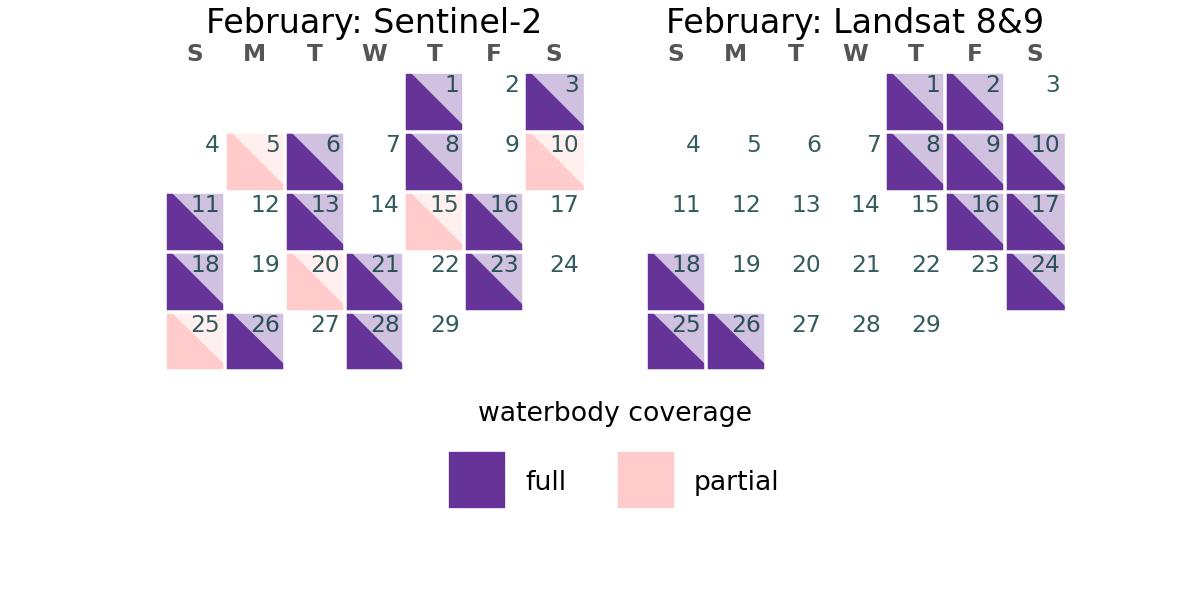 February: Sentinel-2
S M T W T F S
1 2 3
4 5 6 7 8 9 10
11 12 13 14 15 16 17
18 19 20 21 22 23 24
25 26 27 28 29
February: Landsat 8&9
S M T W T F S
1 2 3
4 5 6 7 8 9 10
11 12 13 14 15 16 17
18 19 20 21 22 23 24
25 26 27 28 29
waterbody coverage
full partial